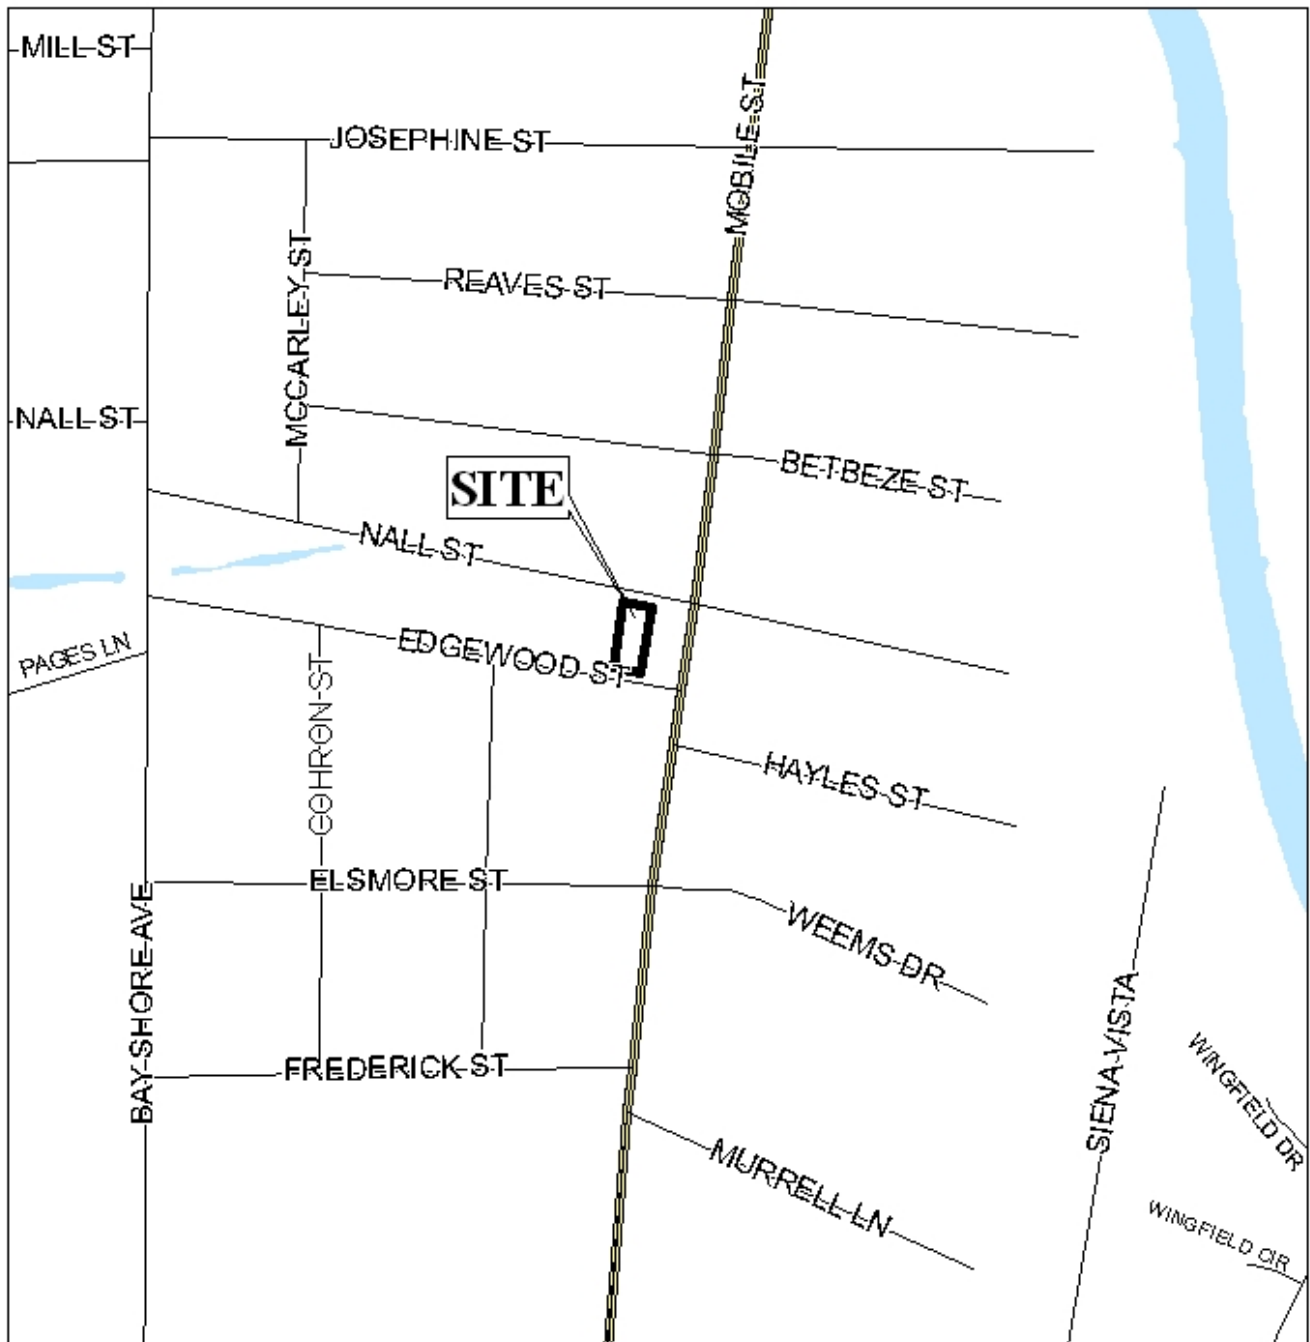 MILL ST
MOBILE ST
JOSEPHINE ST
MCCARLEY ST
REAVES ST
NALL ST
BETBEZE ST
SITE
NALL ST
EDGEWOOD ST
PAGES LN
COHRON ST
HAYLES ST
ELSMORE ST
WEEMS DR
BAY SHORE AVE
SIENA VISTA
FREDERICK ST
WINGFIELD DR
MURRELL LN
WINGFIELD CIR